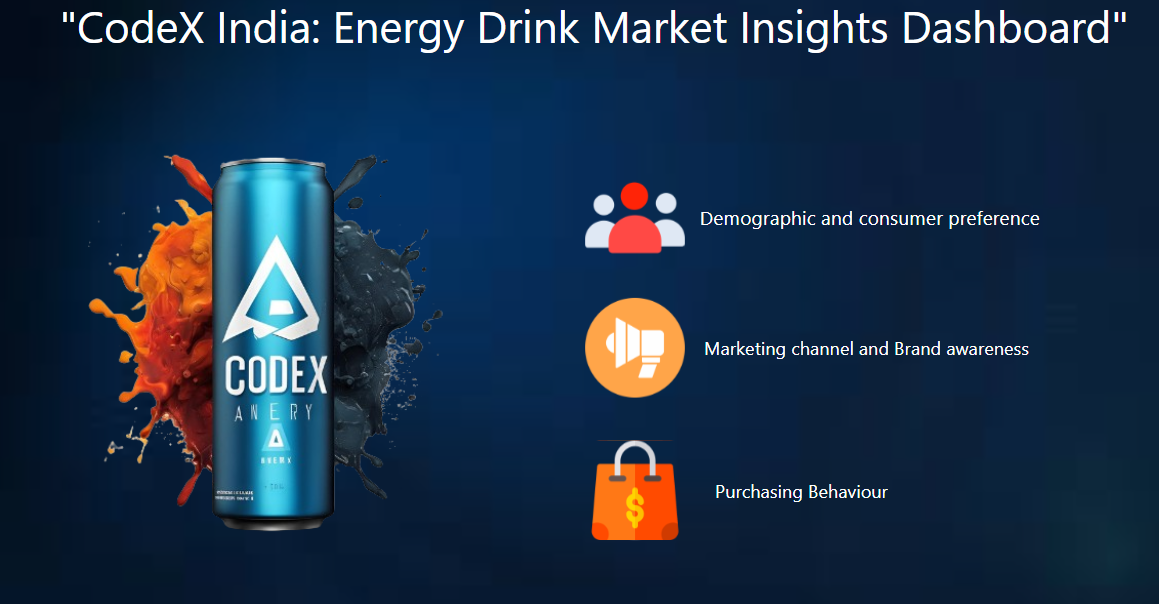 "CodeX India: Energy Drink Market Insights Dashboard"
Demographic and consumer preference
CODEX
ANERY
Marketing channel and Brand awareness
Purchasing Behaviour
$